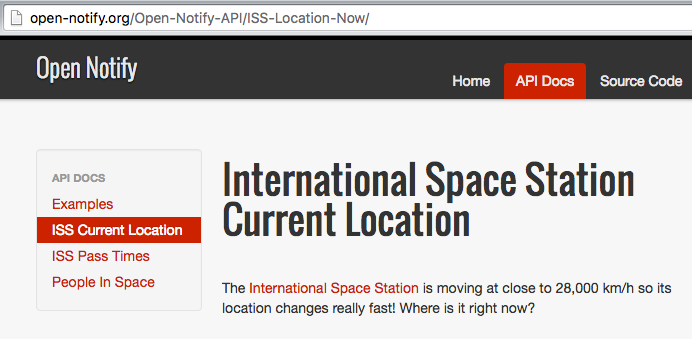 open-notify.org/Open-Notify-API/ISS-Location-Now/
Open Notify
Home API Docs Source Code
API DOCS
Examples
ISS Current Location
ISS Pass Times
People In Space
International Space Station
Current Location
The International Space Station is moving at close to 28,000 km/h so its
location changes really fast! Where is it right now?